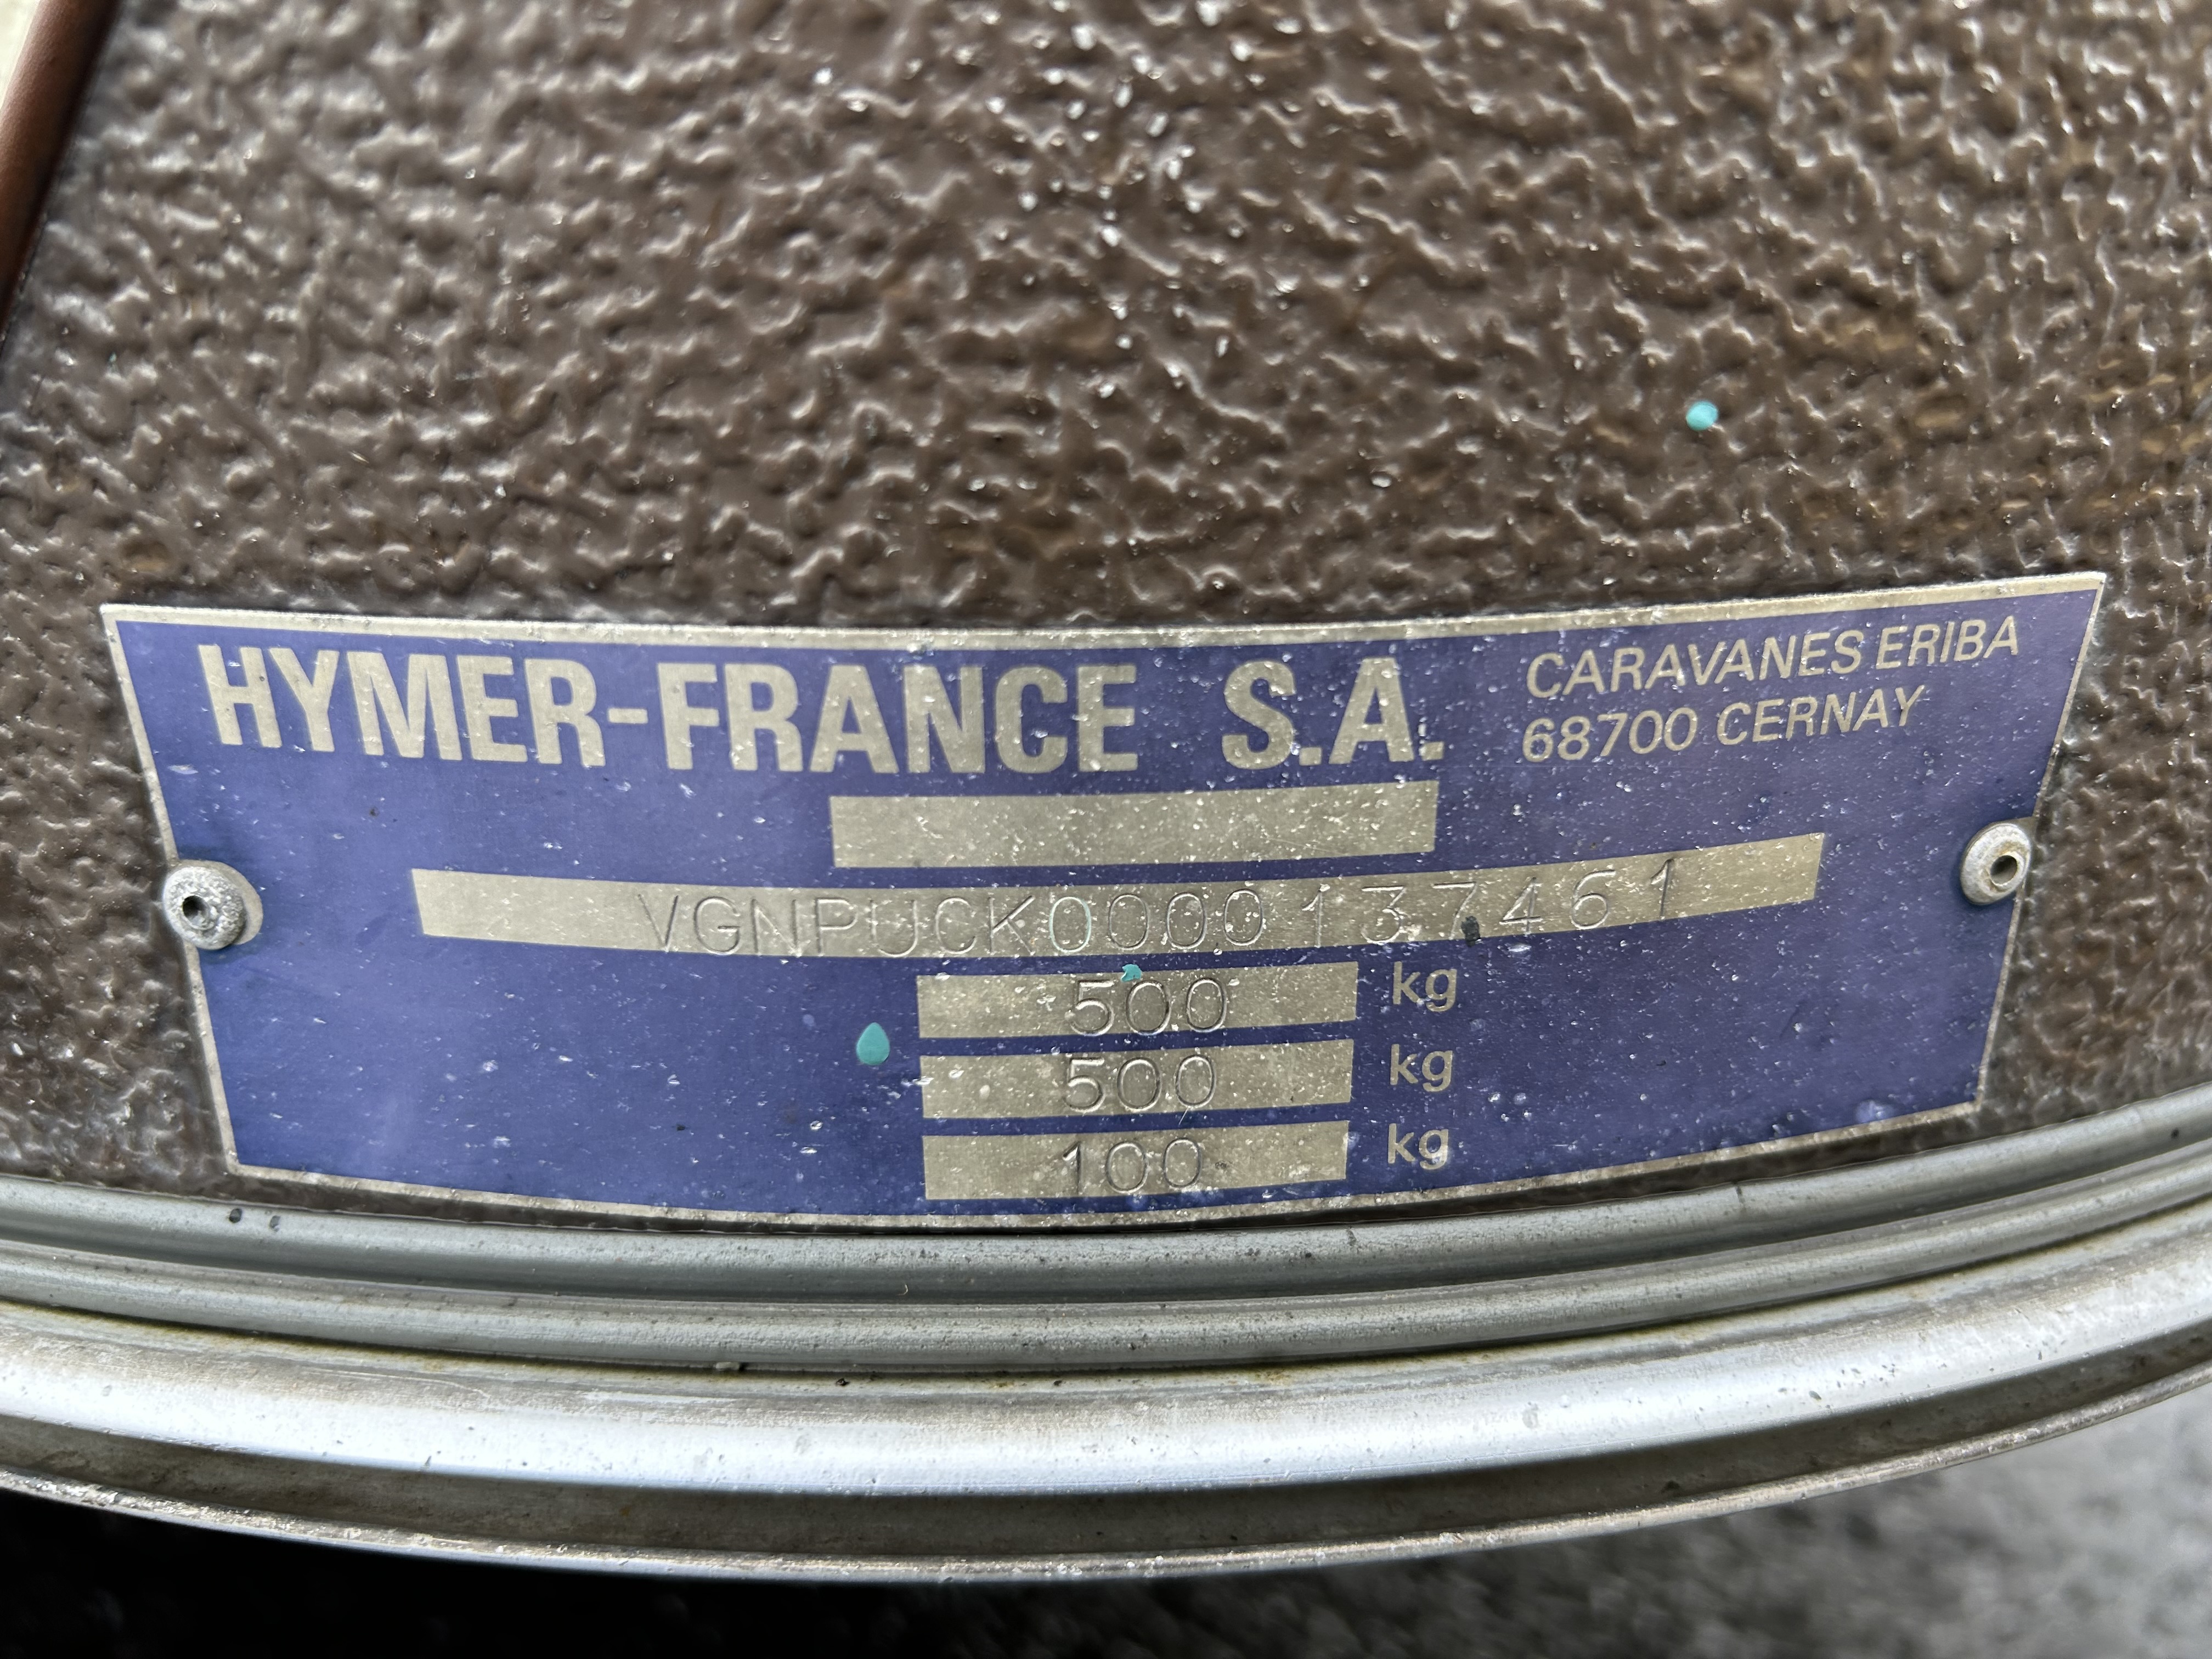 HYMER-FRANCE S.A.
CARAVANES ERIBA
68700 CERNAY
VGNPUCK0000137461
500 kg
500 kg
100 kg